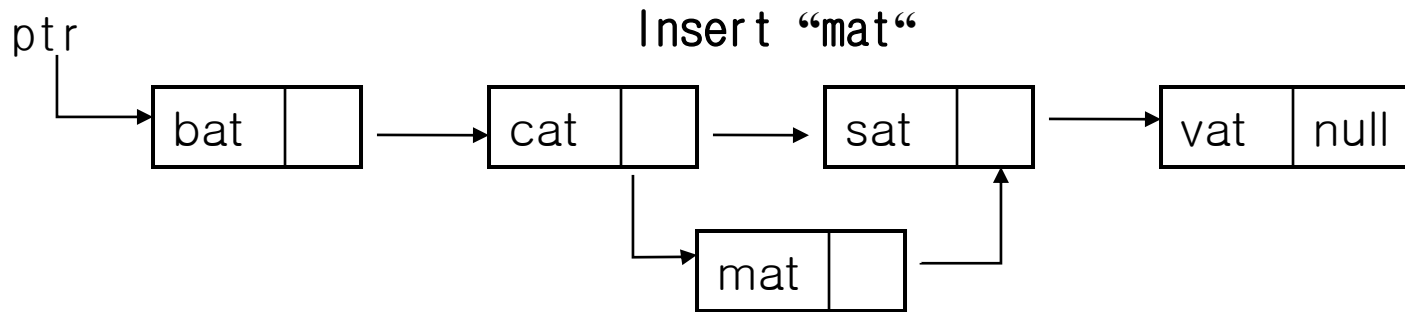 ptr
Insert “mat“
bat
cat
sat
vat null
mat